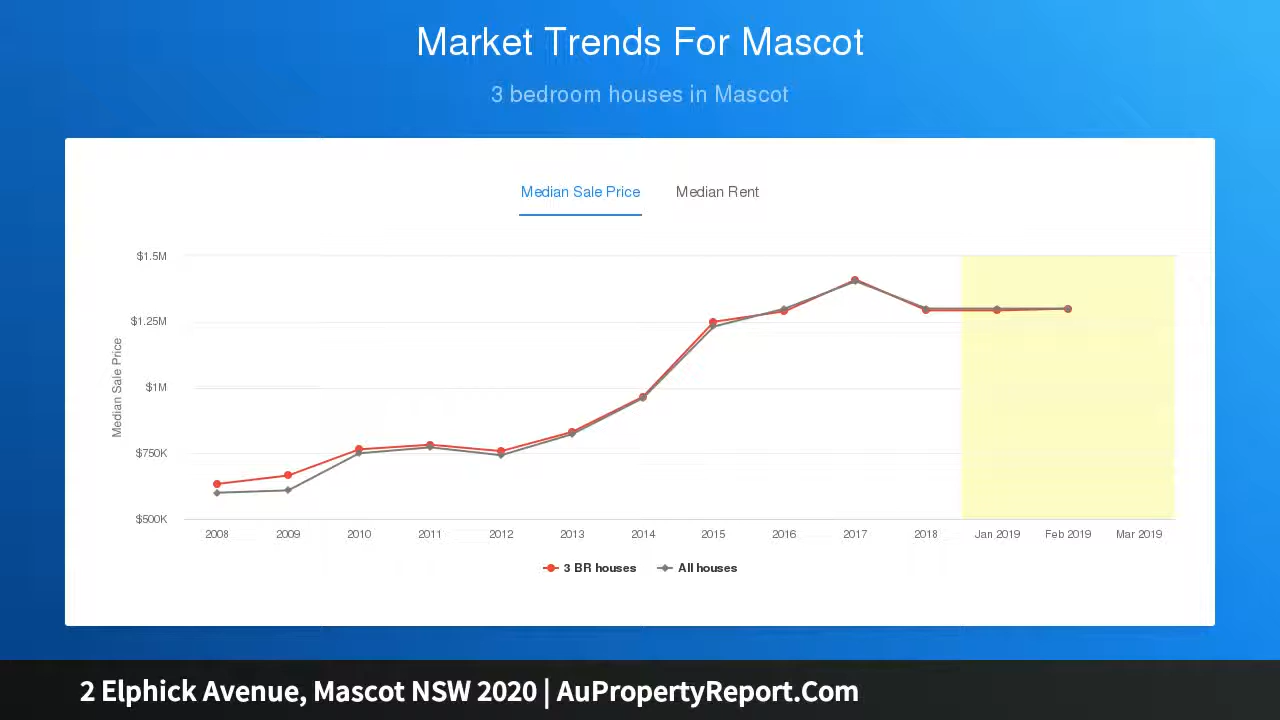 Market Trends For Mascot
3 bedroom houses in Mascot
Median Sale Price
Median Rent
$1.5M
$1.25M
$1M
$750K
$500K
Median Sale Price
2008
2009
2010
2011
2012
2013
2014
2015
2016
2017
2018
Jan 2019
Feb 2019
Mar 2019
3 BR houses
All houses
2 Elphick Avenue, Mascot NSW 2020 | AuPropertyReport.Com